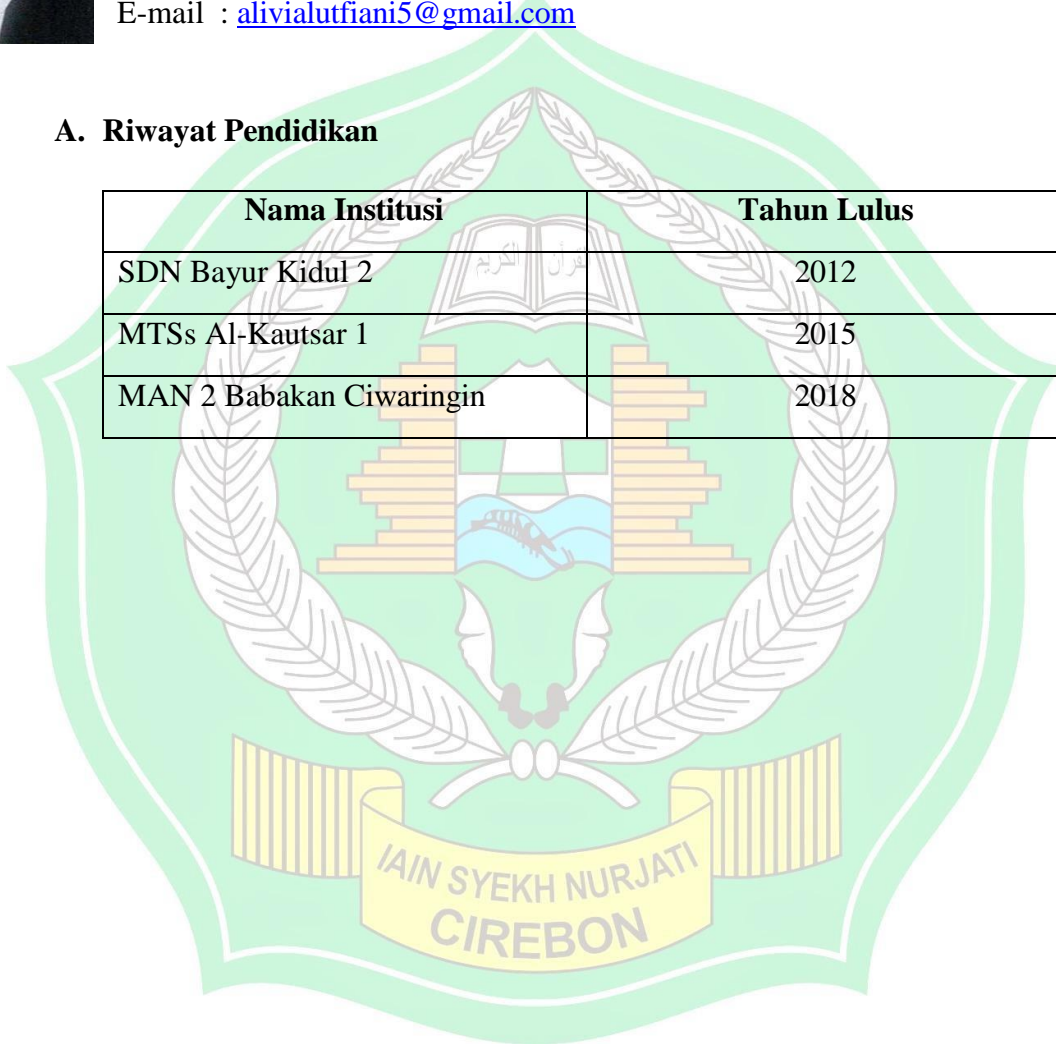 E-mail : alivialutfiani5@gmail.com
A. Riwayat Pendidikan
Nama Institusi Tahun Lulus
SDN Bayur Kidul 2 2012
MTSs Al-Kautsar 1 2015
MAN 2 Babakan Ciwaringin 2018
IAIN SYEKH NURJATI
CIREBON